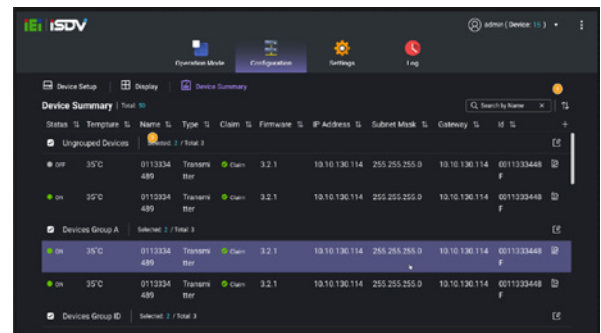 iEi iSDV
admin ( Device: 15 )
Operation Mode Configuration Settings Log
Device Setup Display Device Summary
Device Summary | Total: 10
Search by Name ×
Status Tempture Name Type Claim Firmware IP Address Subnet Mask Gateway Id +
Ungrouped Devices Selected: 2 / Total 3
OFF 35°C 0113334 Transmi Claim 3.2.1 10.10.130.114 255.255.255.0 10.10.130.114 0011333448
489 tter F
ON 35°C 0113334 Transmi Claim 3.2.1 10.10.130.114 255.255.255.0 10.10.130.114 0011333448
489 tter F
Devices Group A Selected: 2 / Total 3
ON 35°C 0113334 Transmi Claim 3.2.1 10.10.130.114 255.255.255.0 10.10.130.114 0011333448
489 tter F
ON 35°C 0113334 Transmi Claim 3.2.1 10.10.130.114 255.255.255.0 10.10.130.114 0011333448
489 tter F
Devices Group ID Selected: 2 / Total 3